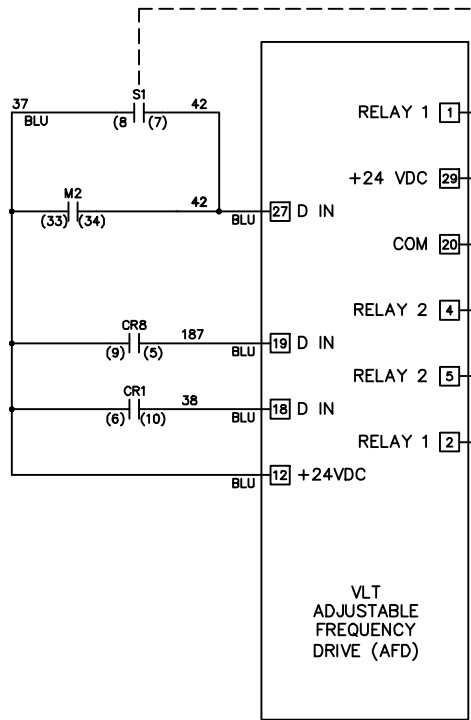 S1
37 42
BLU (8 (7) RELAY 1 1
M2 +24 VDC 29
42
(33) (34) BLU 27 D IN
COM 20
RELAY 2 4
CR8 187
(9) (5) BLU 19 D IN
RELAY 2 5
CR1 38
(6) (10) BLU 18 D IN
RELAY 1 2
BLU 12 +24VDC
VLT
ADJUSTABLE
FREQUENCY
DRIVE (AFD)